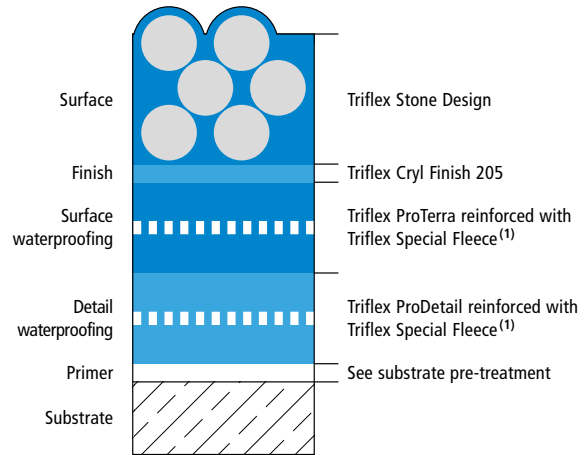 Surface
Triflex Stone Design
Finish
Triflex Cryl Finish 205
Surface
waterproofing
Triflex ProTerra reinforced with
Triflex Special Fleece(1)
Detail
waterproofing
Triflex ProDetail reinforced with
Triflex Special Fleece(1)
Primer
See substrate pre-treatment
Substrate